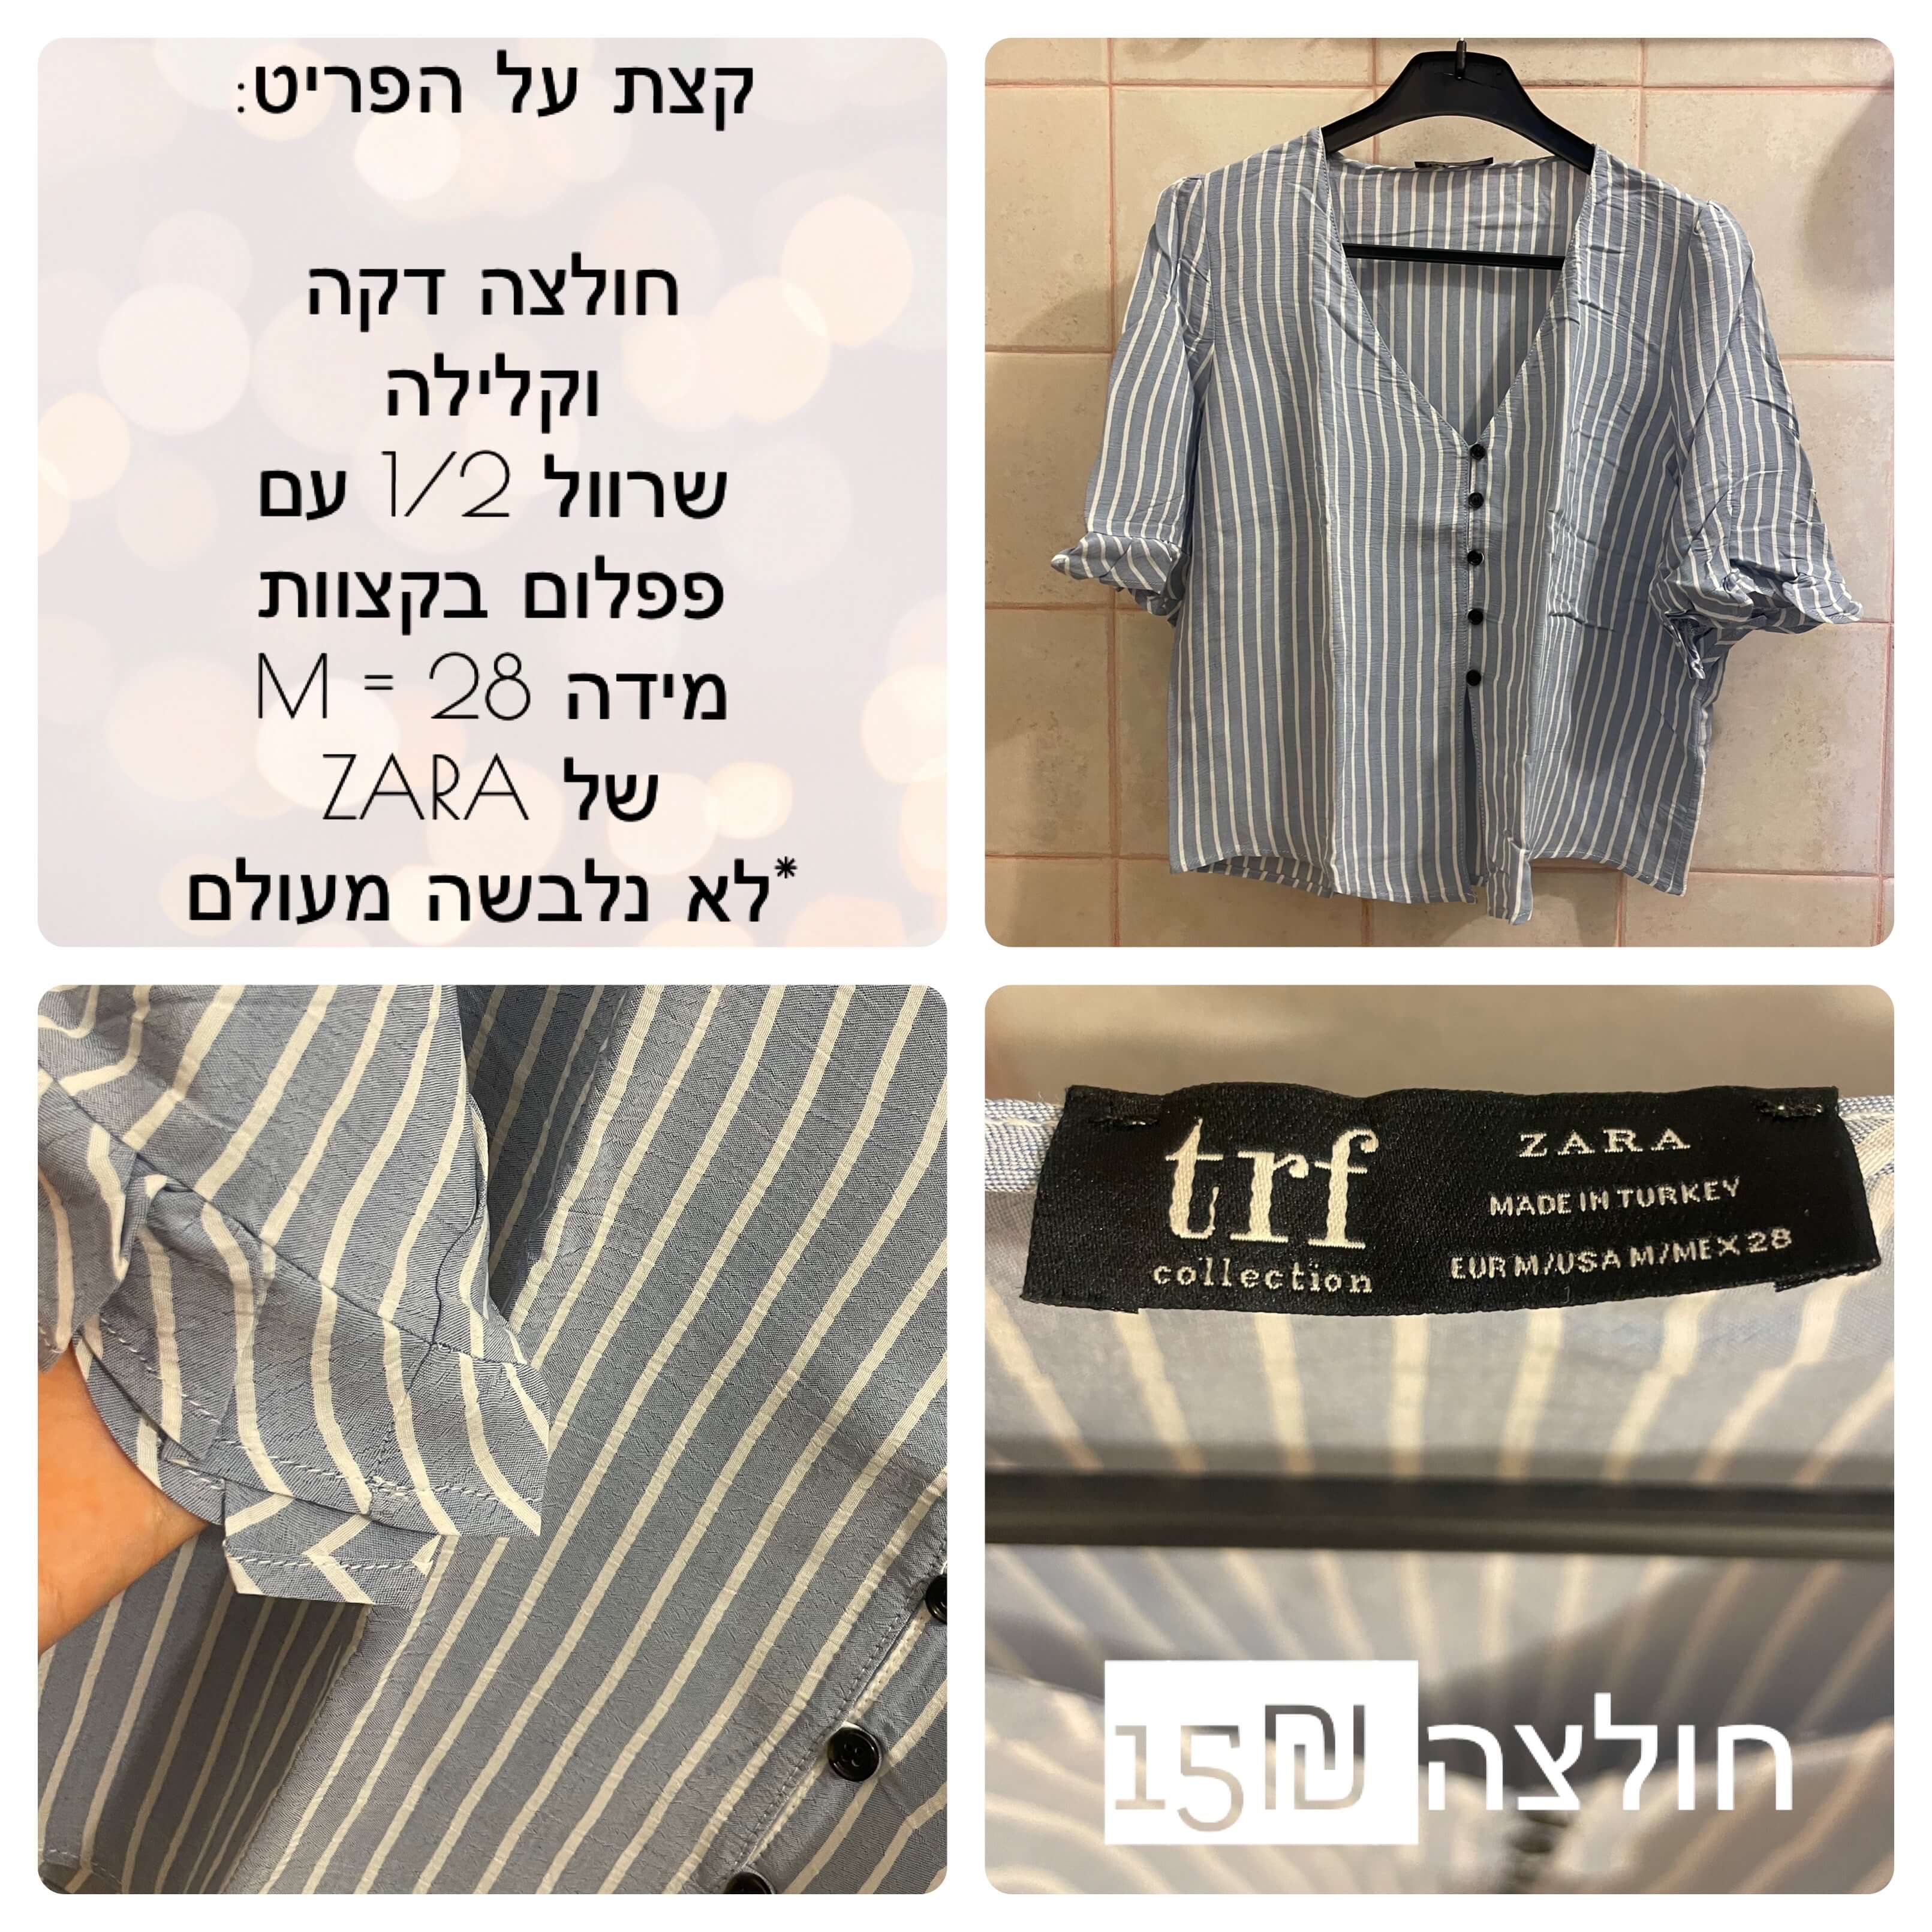 קצת על הפריט:
חולצה דקה
וקלילה
שרוול 1/2 עם
פפלום בקצוות
מידה 28 = M
של ZARA
*לא נלבשה מעולם
trf
collection
ZARA
MADE IN TURKEY
EUR M/USA M/MEX 28
חולצה ₪15